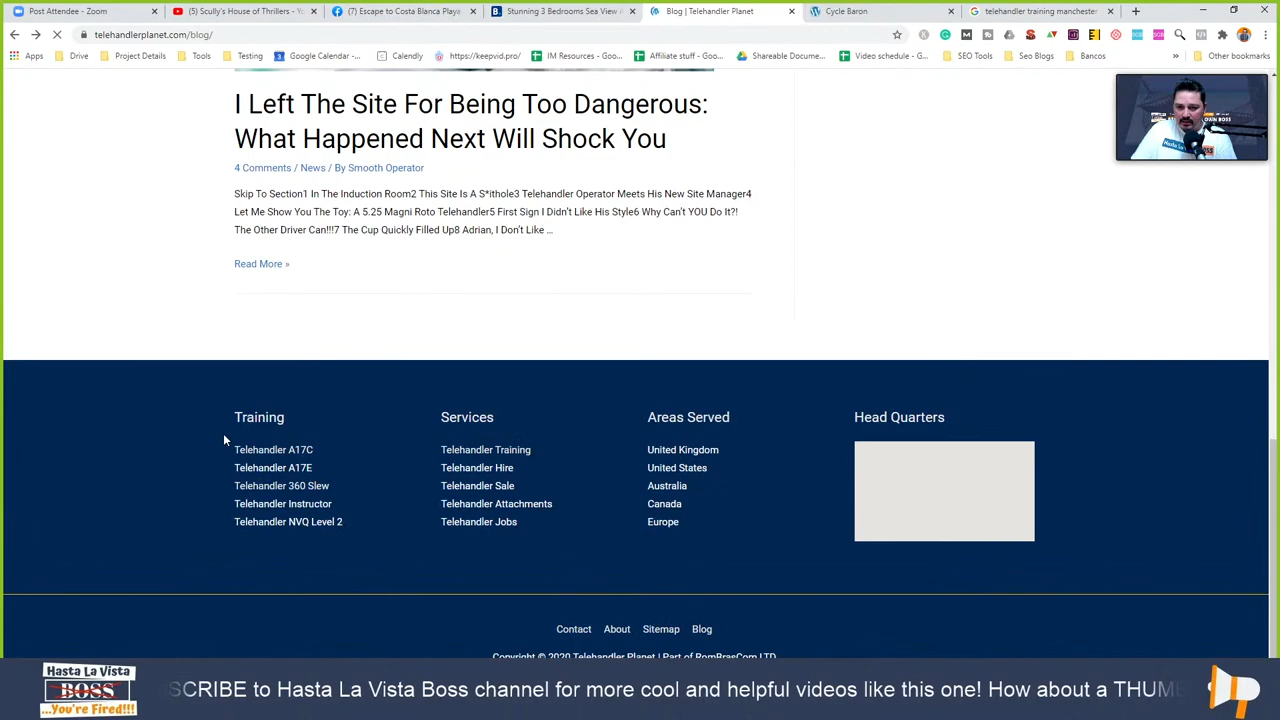 Post Attendee - Zoom
(5) Scully's House of Thrillers - Y
(7) Escape to Costa Blanca Playa
Stunning 3 Bedrooms Sea View A
Blog | Telehandler Planet
Cycle Baron
telehandler training manchester
telehandlerplanet.com/blog/
Apps
Drive
Project Details
Tools
Testing
Google Calendar -...
Calendly
https://keepvid.pro/
IM Resources - Goo...
Affiliate stuff - Goo...
Shareable Docume...
Video schedule - G...
SEO Tools
Seo Blogs
Bancos
Other bookmarks
I Left The Site For Being Too Dangerous:
What Happened Next Will Shock You
4 Comments / News / By Smooth Operator
Skip To Section1 In The Induction Room2 This Site Is A S*ithole3 Telehandler Operator Meets His New Site Manager4
Let Me Show You The Toy: A 5.25 Magni Roto Telehandler5 First Sign I Didn't Like His Style6 Why Can't YOU Do It?!
The Other Driver Can!!!7 The Cup Quickly Filled Up8 Adrian, I Don't Like ...
Read More »
Training
Telehandler A17C
Telehandler A17E
Telehandler 360 Slew
Telehandler Instructor
Telehandler NVQ Level 2
Services
Telehandler Training
Telehandler Hire
Telehandler Sale
Telehandler Attachments
Telehandler Jobs
Areas Served
United Kingdom
United States
Australia
Canada
Europe
Head Quarters
Contact
About
Sitemap
Blog
Copyright © 2020 Telehandler Planet | Part of RomBrasCom LTD
Hasta La Vista
BOSS
...You're Fired!!!
SCRIBE to Hasta La Vista Boss channel for more cool and helpful videos like this one! How about a THUM